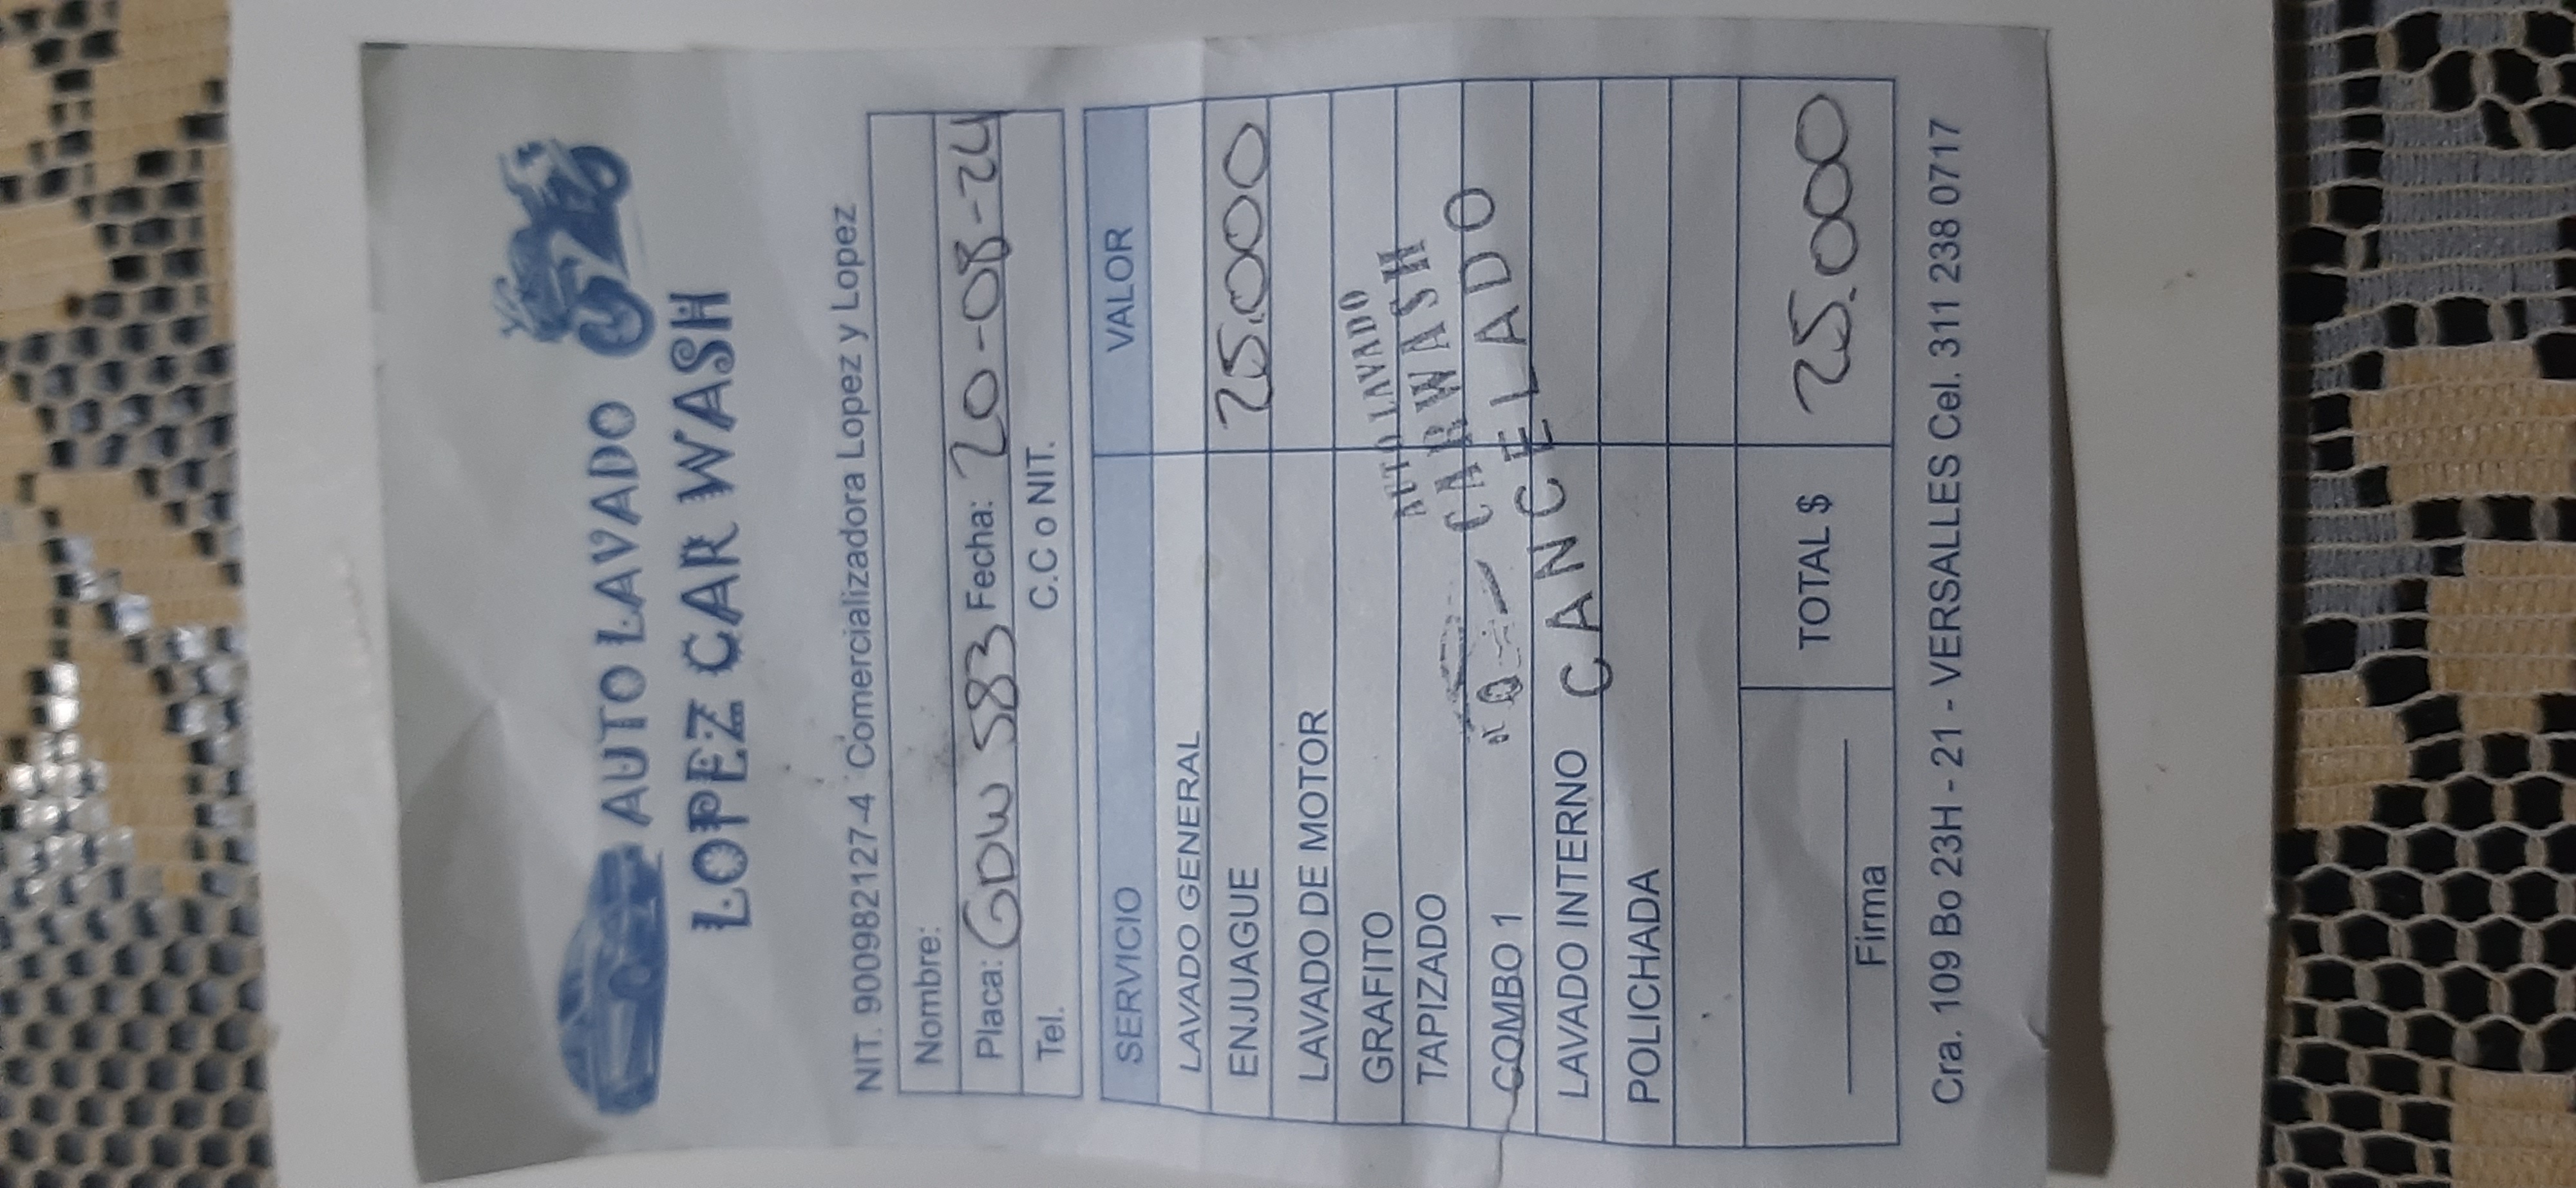 AUTO LAVADO
LOPEZ CAR WASH
NIT. 900982127-4 Comercializadora Lopez y Lopez
Nombre:
Placa: GDW 583 Fecha: 20-08-24
Tel. C.C o NIT.
SERVICIO VALOR
LAVADO GENERAL
ENJUAGUE 25.000
LAVADO DE MOTOR
GRAFITO
TAPIZADO
COMBO 1
LAVADO INTERNO
POLICHADA
AUTO LAVADO
CAR WASH
CANCELADO
TOTAL $ 25.000
Firma
Cra. 109 Bo 23H - 21 - VERSALLES Cel. 311 238 0717